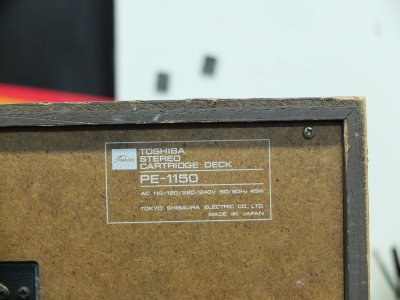 Toshiba
TOSHIBA
STEREO
CARTRIDGE DECK
PE-1150
AC 110/120/220/240V 50/60Hz 45W
TOKYO SHIBAURA ELECTRIC CO., LTD.
MADE IN JAPAN